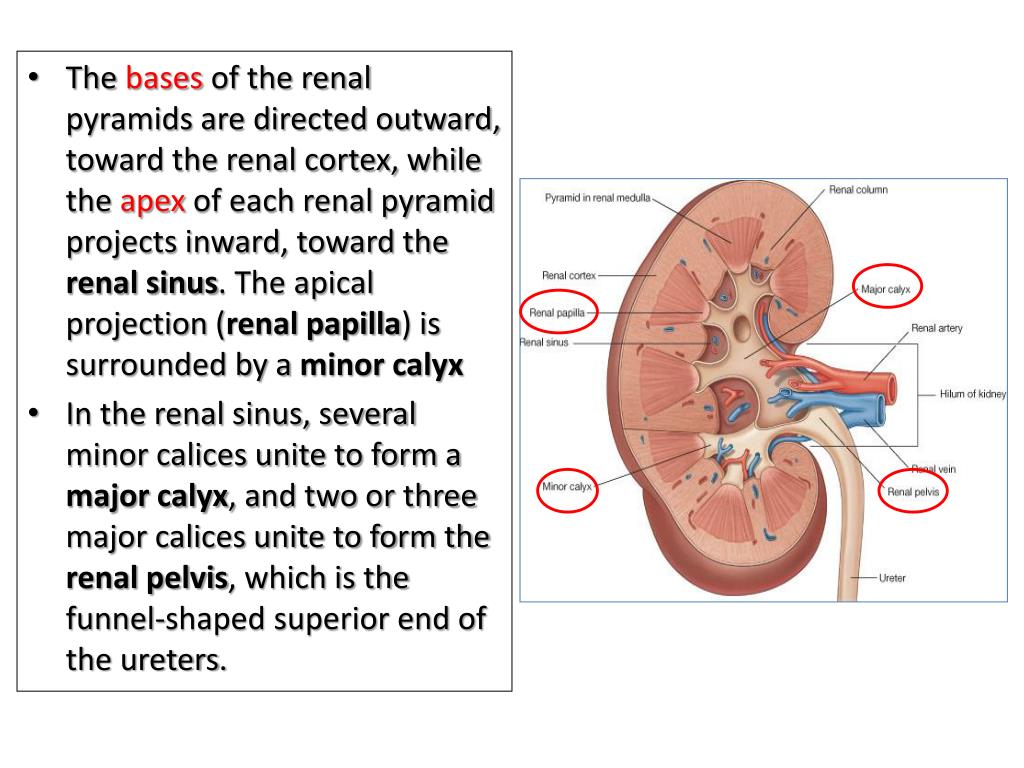 • The bases of the renal
pyramids are directed outward,
toward the renal cortex, while
the apex of each renal pyramid
projects inward, toward the
renal sinus. The apical
projection (renal papilla) is
surrounded by a minor calyx
• In the renal sinus, several
minor calices unite to form a
major calyx, and two or three
major calices unite to form the
renal pelvis, which is the
funnel-shaped superior end of
the ureters.
Pyramid in renal medulla
Renal column
Renal cortex
Major calyx
Renal papilla
Renal artery
Renal sinus
Hilum of kidney
Renal vein
Minor calyx
Renal pelvis
Ureter